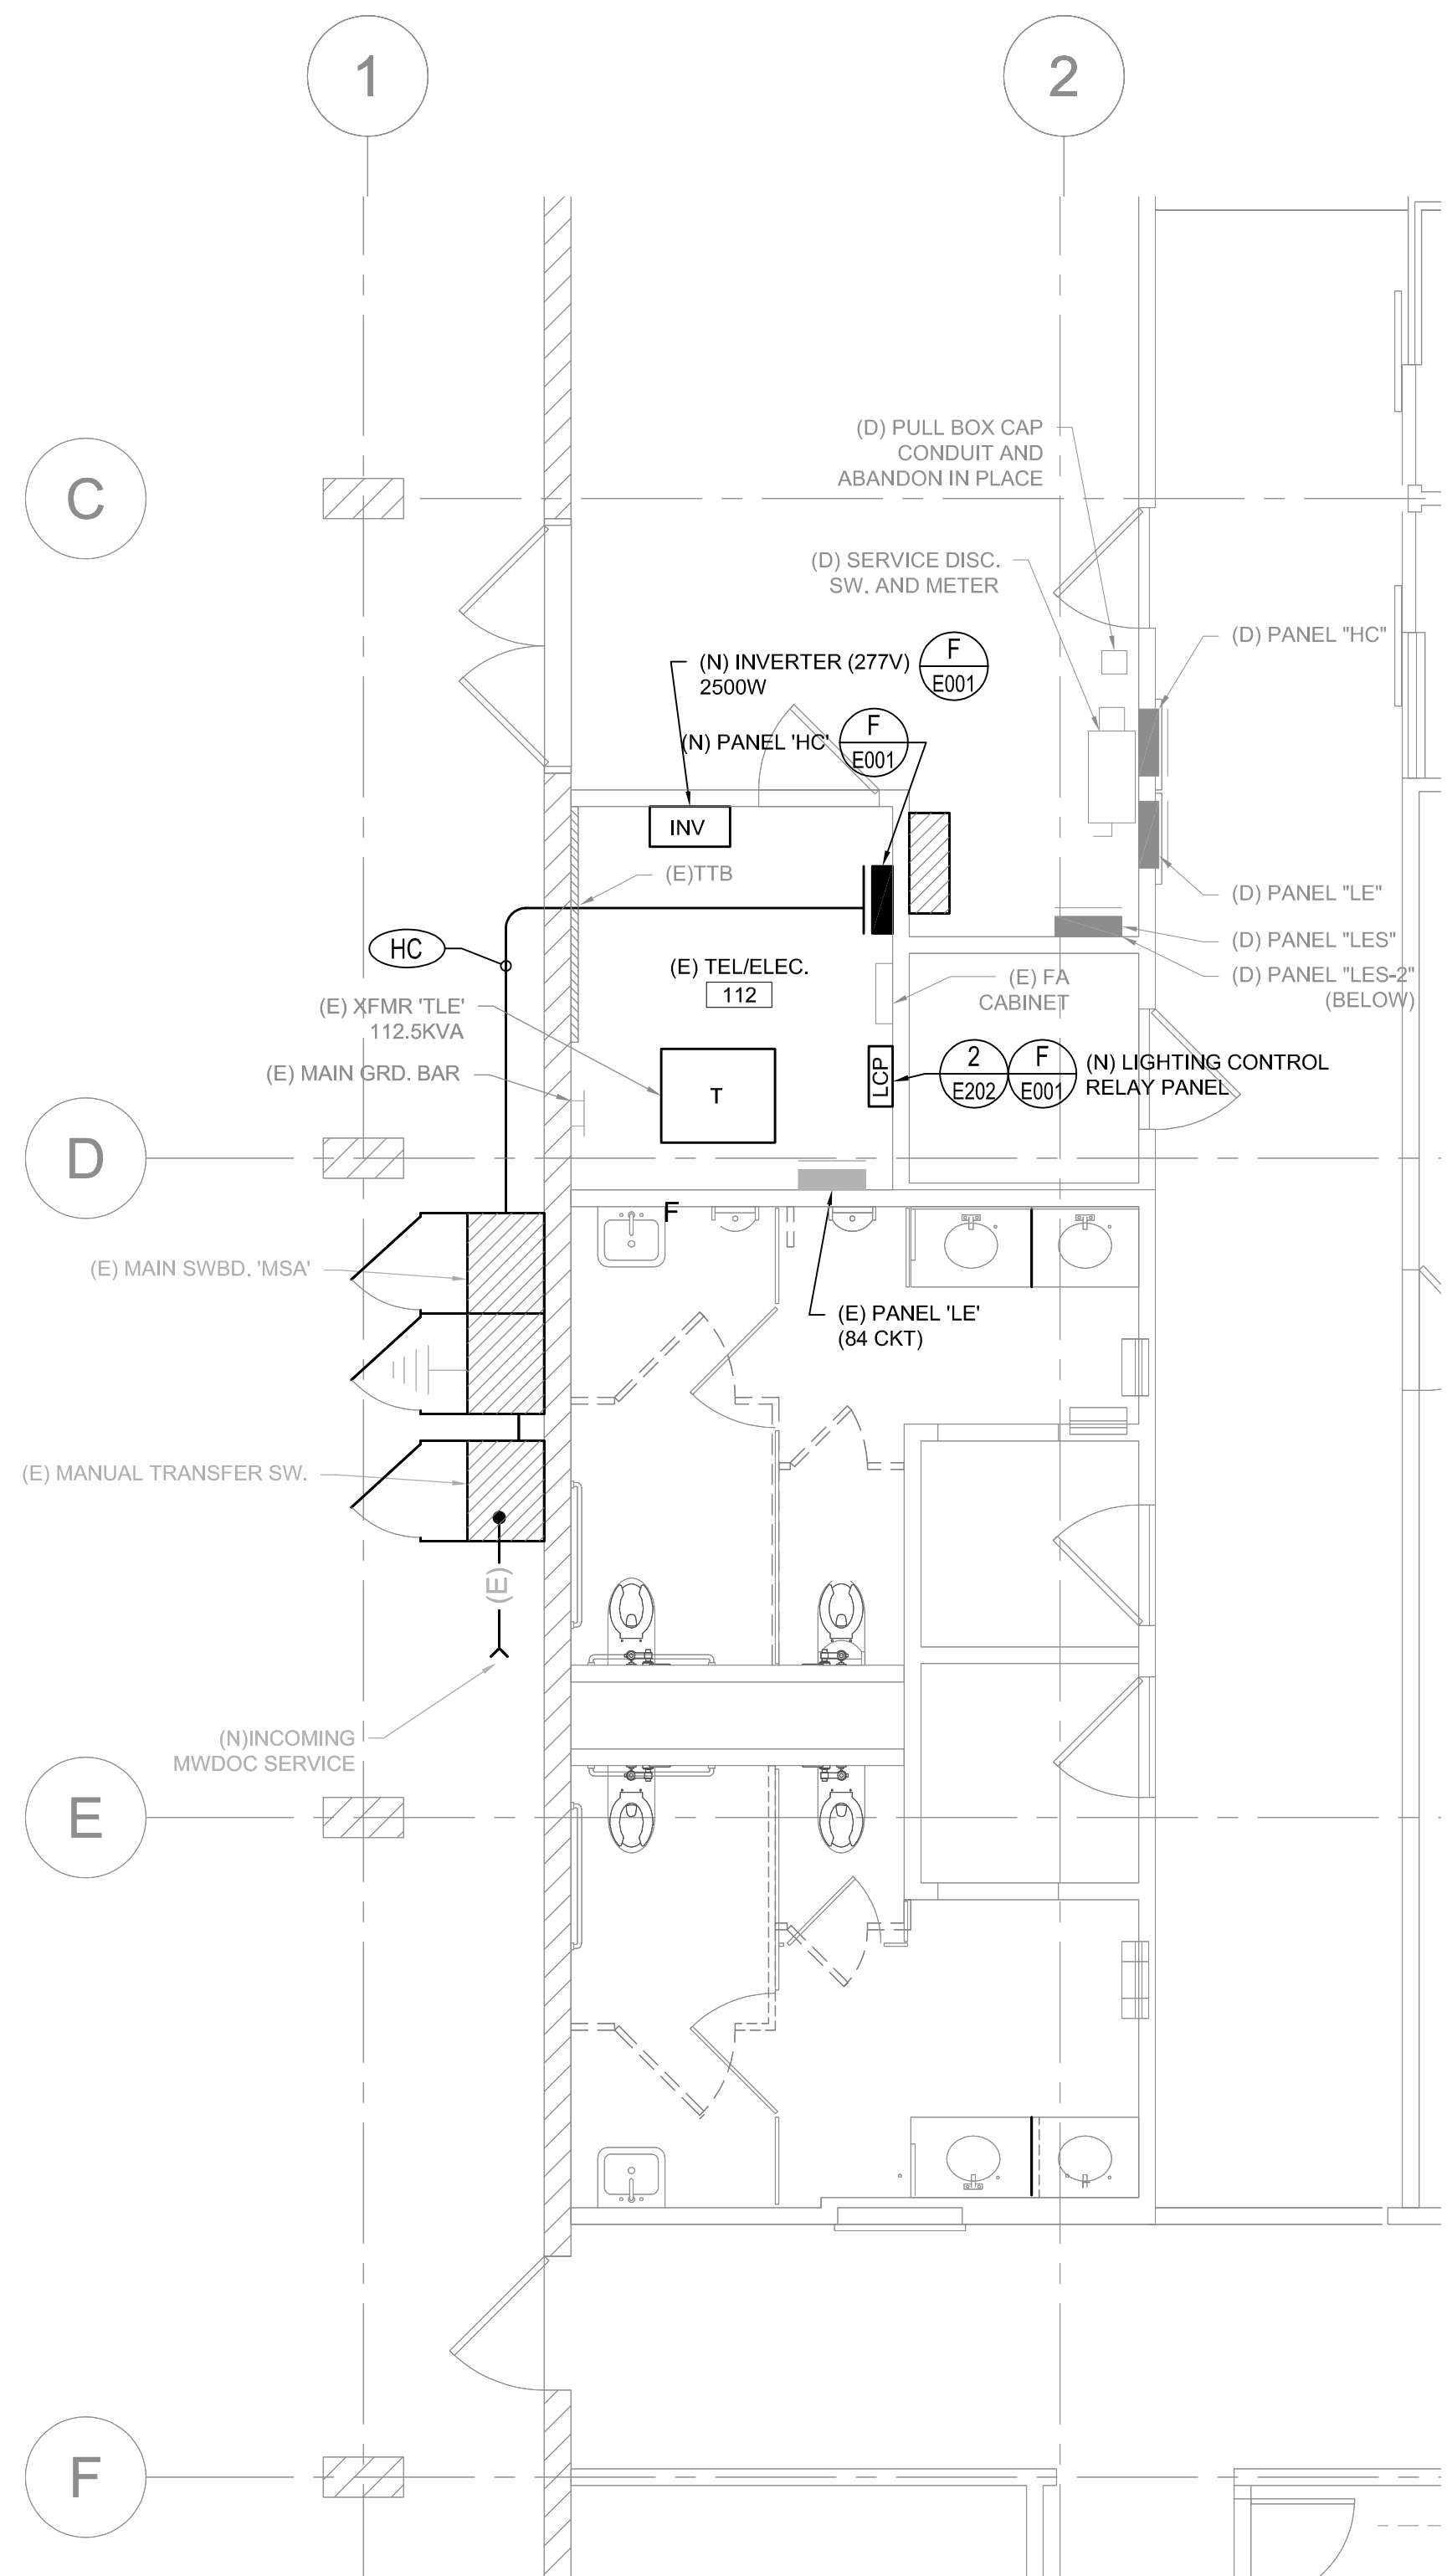 1
2
(D) PULL BOX CAP
CONDUIT AND
ABANDON IN PLACE
C
(D) SERVICE DISC.
SW. AND METER
(D) PANEL "HC"
(N) INVERTER (277V)
2500W
F
E001
(N) PANEL 'HC'
F
E001
INV
(E)TTB
(D) PANEL "LE"
HC
(D) PANEL "LES"
(E) TEL/ELEC.
112
(E) FA
CABINET
(D) PANEL "LES-2"
(BELOW)
(E) XFMR 'TLE'
112.5KVA
(E) MAIN GRD. BAR
T
LCP
2
E202
F
E001
(N) LIGHTING CONTROL
RELAY PANEL
D
F
(E) MAIN SWBD. 'MSA'
(E) PANEL 'LE'
(84 CKT)
(E) MANUAL TRANSFER SW.
(E)
(N)INCOMING
MWDOC SERVICE
E
F